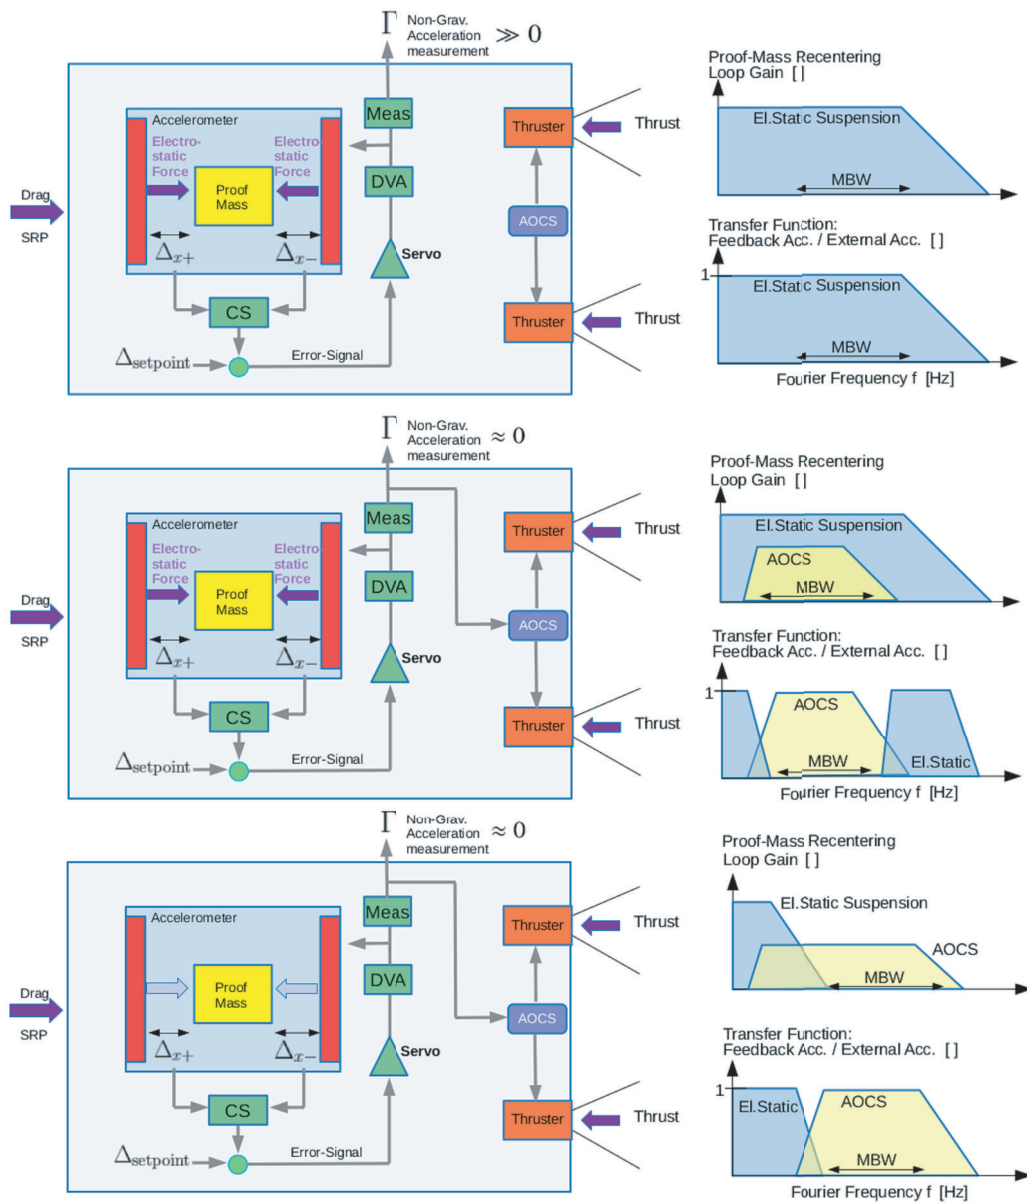 Γ Non-Grav.
Acceleration ≫ 0
measurement
Accelerometer
Meas
Thruster
Thrust
Electro-
static
Force
Electro-
static
Force
Proof
Mass
DVA
Drag
SRP
AOCS
Δx+
Δx−
Servo
CS
Thruster
Thrust
Δsetpoint
Error-Signal
Proof-Mass Recentering
Loop Gain [ ]
El.Static Suspension
MBW
Transfer Function:
Feedback Acc. / External Acc. [ ]
1
El.Static Suspension
MBW
Fourier Frequency f [Hz]
Γ Non-Grav.
Acceleration ≈ 0
measurement
Accelerometer
Meas
Thruster
Thrust
Electro-
static
Force
Electro-
static
Force
Proof
Mass
DVA
Drag
SRP
AOCS
Δx+
Δx−
Servo
CS
Thruster
Thrust
Δsetpoint
Error-Signal
Proof-Mass Recentering
Loop Gain [ ]
El.Static Suspension
AOCS
MBW
Transfer Function:
Feedback Acc. / External Acc. [ ]
1
AOCS
MBW
El.Static
Fourier Frequency f [Hz]
Γ Non-Grav.
Acceleration ≈ 0
measurement
Accelerometer
Meas
Thruster
Thrust
Proof
Mass
DVA
Drag
SRP
AOCS
Δx+
Δx−
Servo
CS
Thruster
Thrust
Δsetpoint
Error-Signal
Proof-Mass Recentering
Loop Gain [ ]
El.Static Suspension
AOCS
MBW
Transfer Function:
Feedback Acc. / External Acc. [ ]
1
El.Static
AOCS
MBW
Fourier Frequency f [Hz]